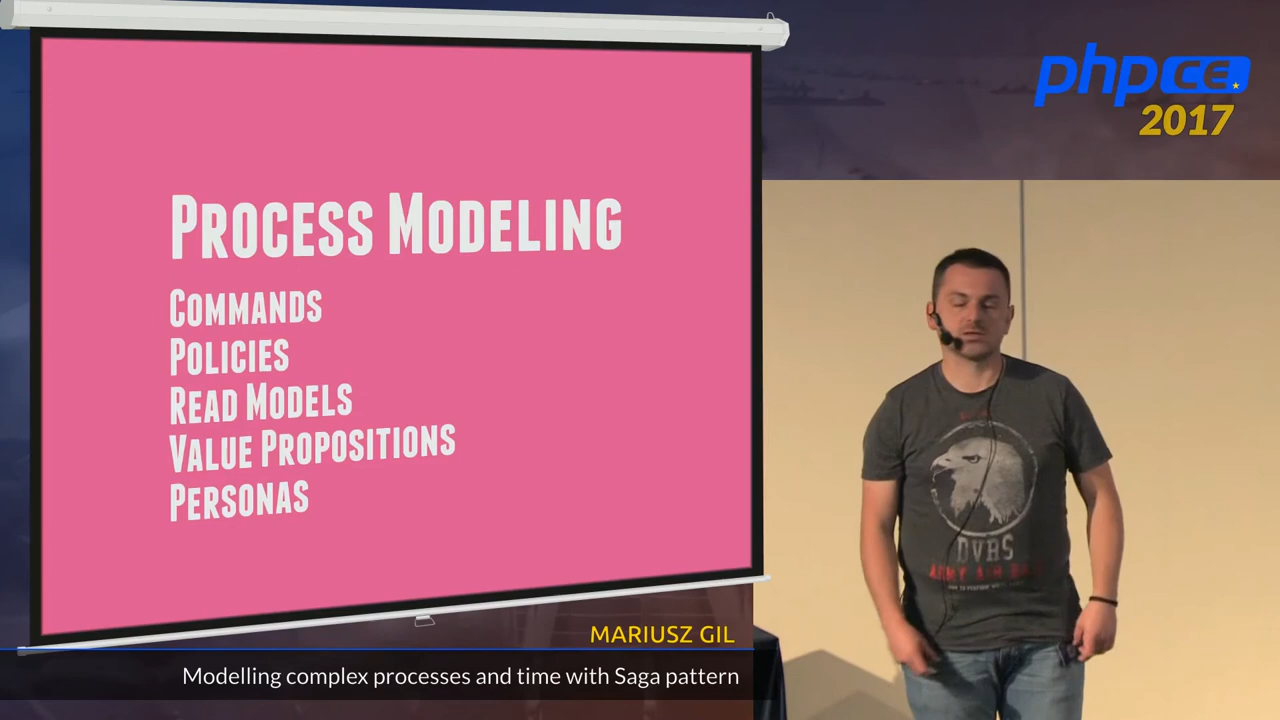 phpCE
2017
PROCESS MODELING
COMMANDS
POLICIES
READ MODELS
VALUE PROPOSITIONS
PERSONAS
DVRS
MARIUSZ GIL
Modelling complex processes and time with Saga pattern